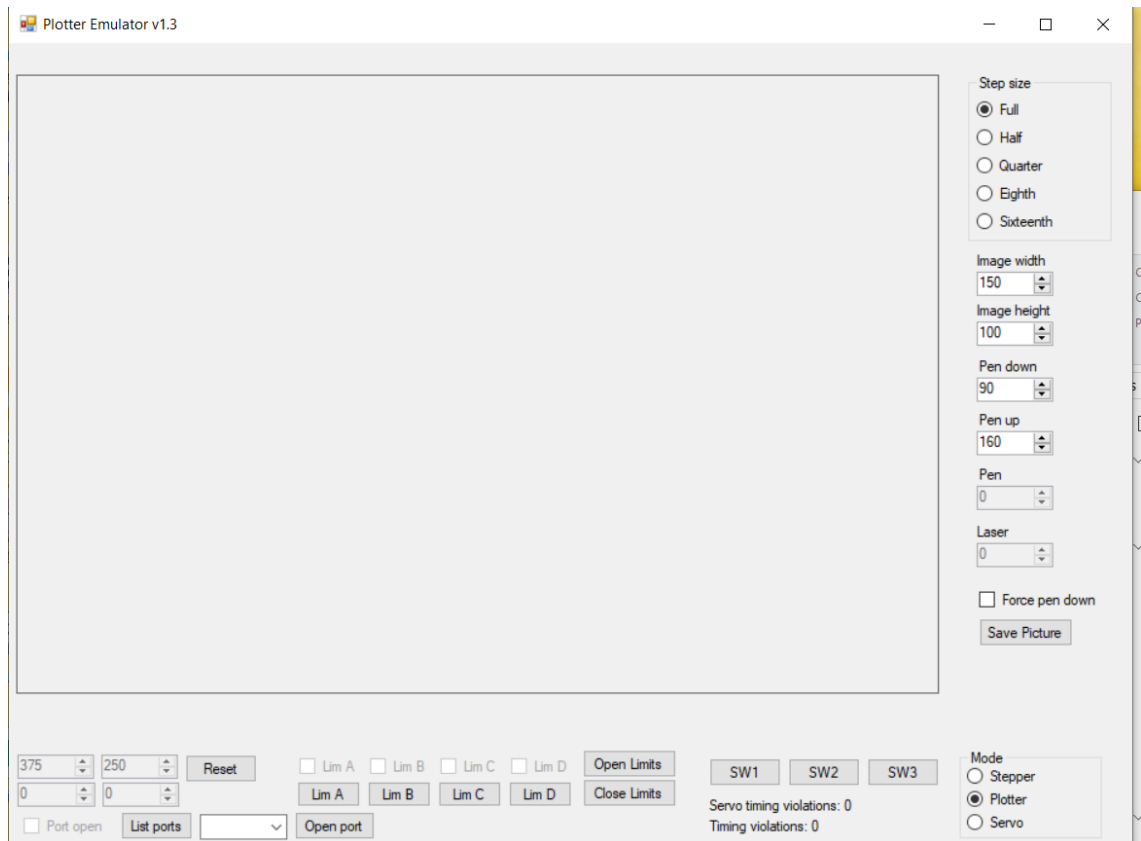 Plotter Emulator v1.3
Step size
Full
Half
Quarter
Eighth
Sixteenth
Image width
150
Image height
100
Pen down
90
Pen up
160
Pen
0
Laser
0
Force pen down
Save Picture
375 250 Reset
0 0
Port open List ports Open port
Lim A Lim B Lim C Lim D Open Limits
Lim A Lim B Lim C Lim D Close Limits
SW1 SW2 SW3
Servo timing violations: 0
Timing violations: 0
Mode
Stepper
Plotter
Servo